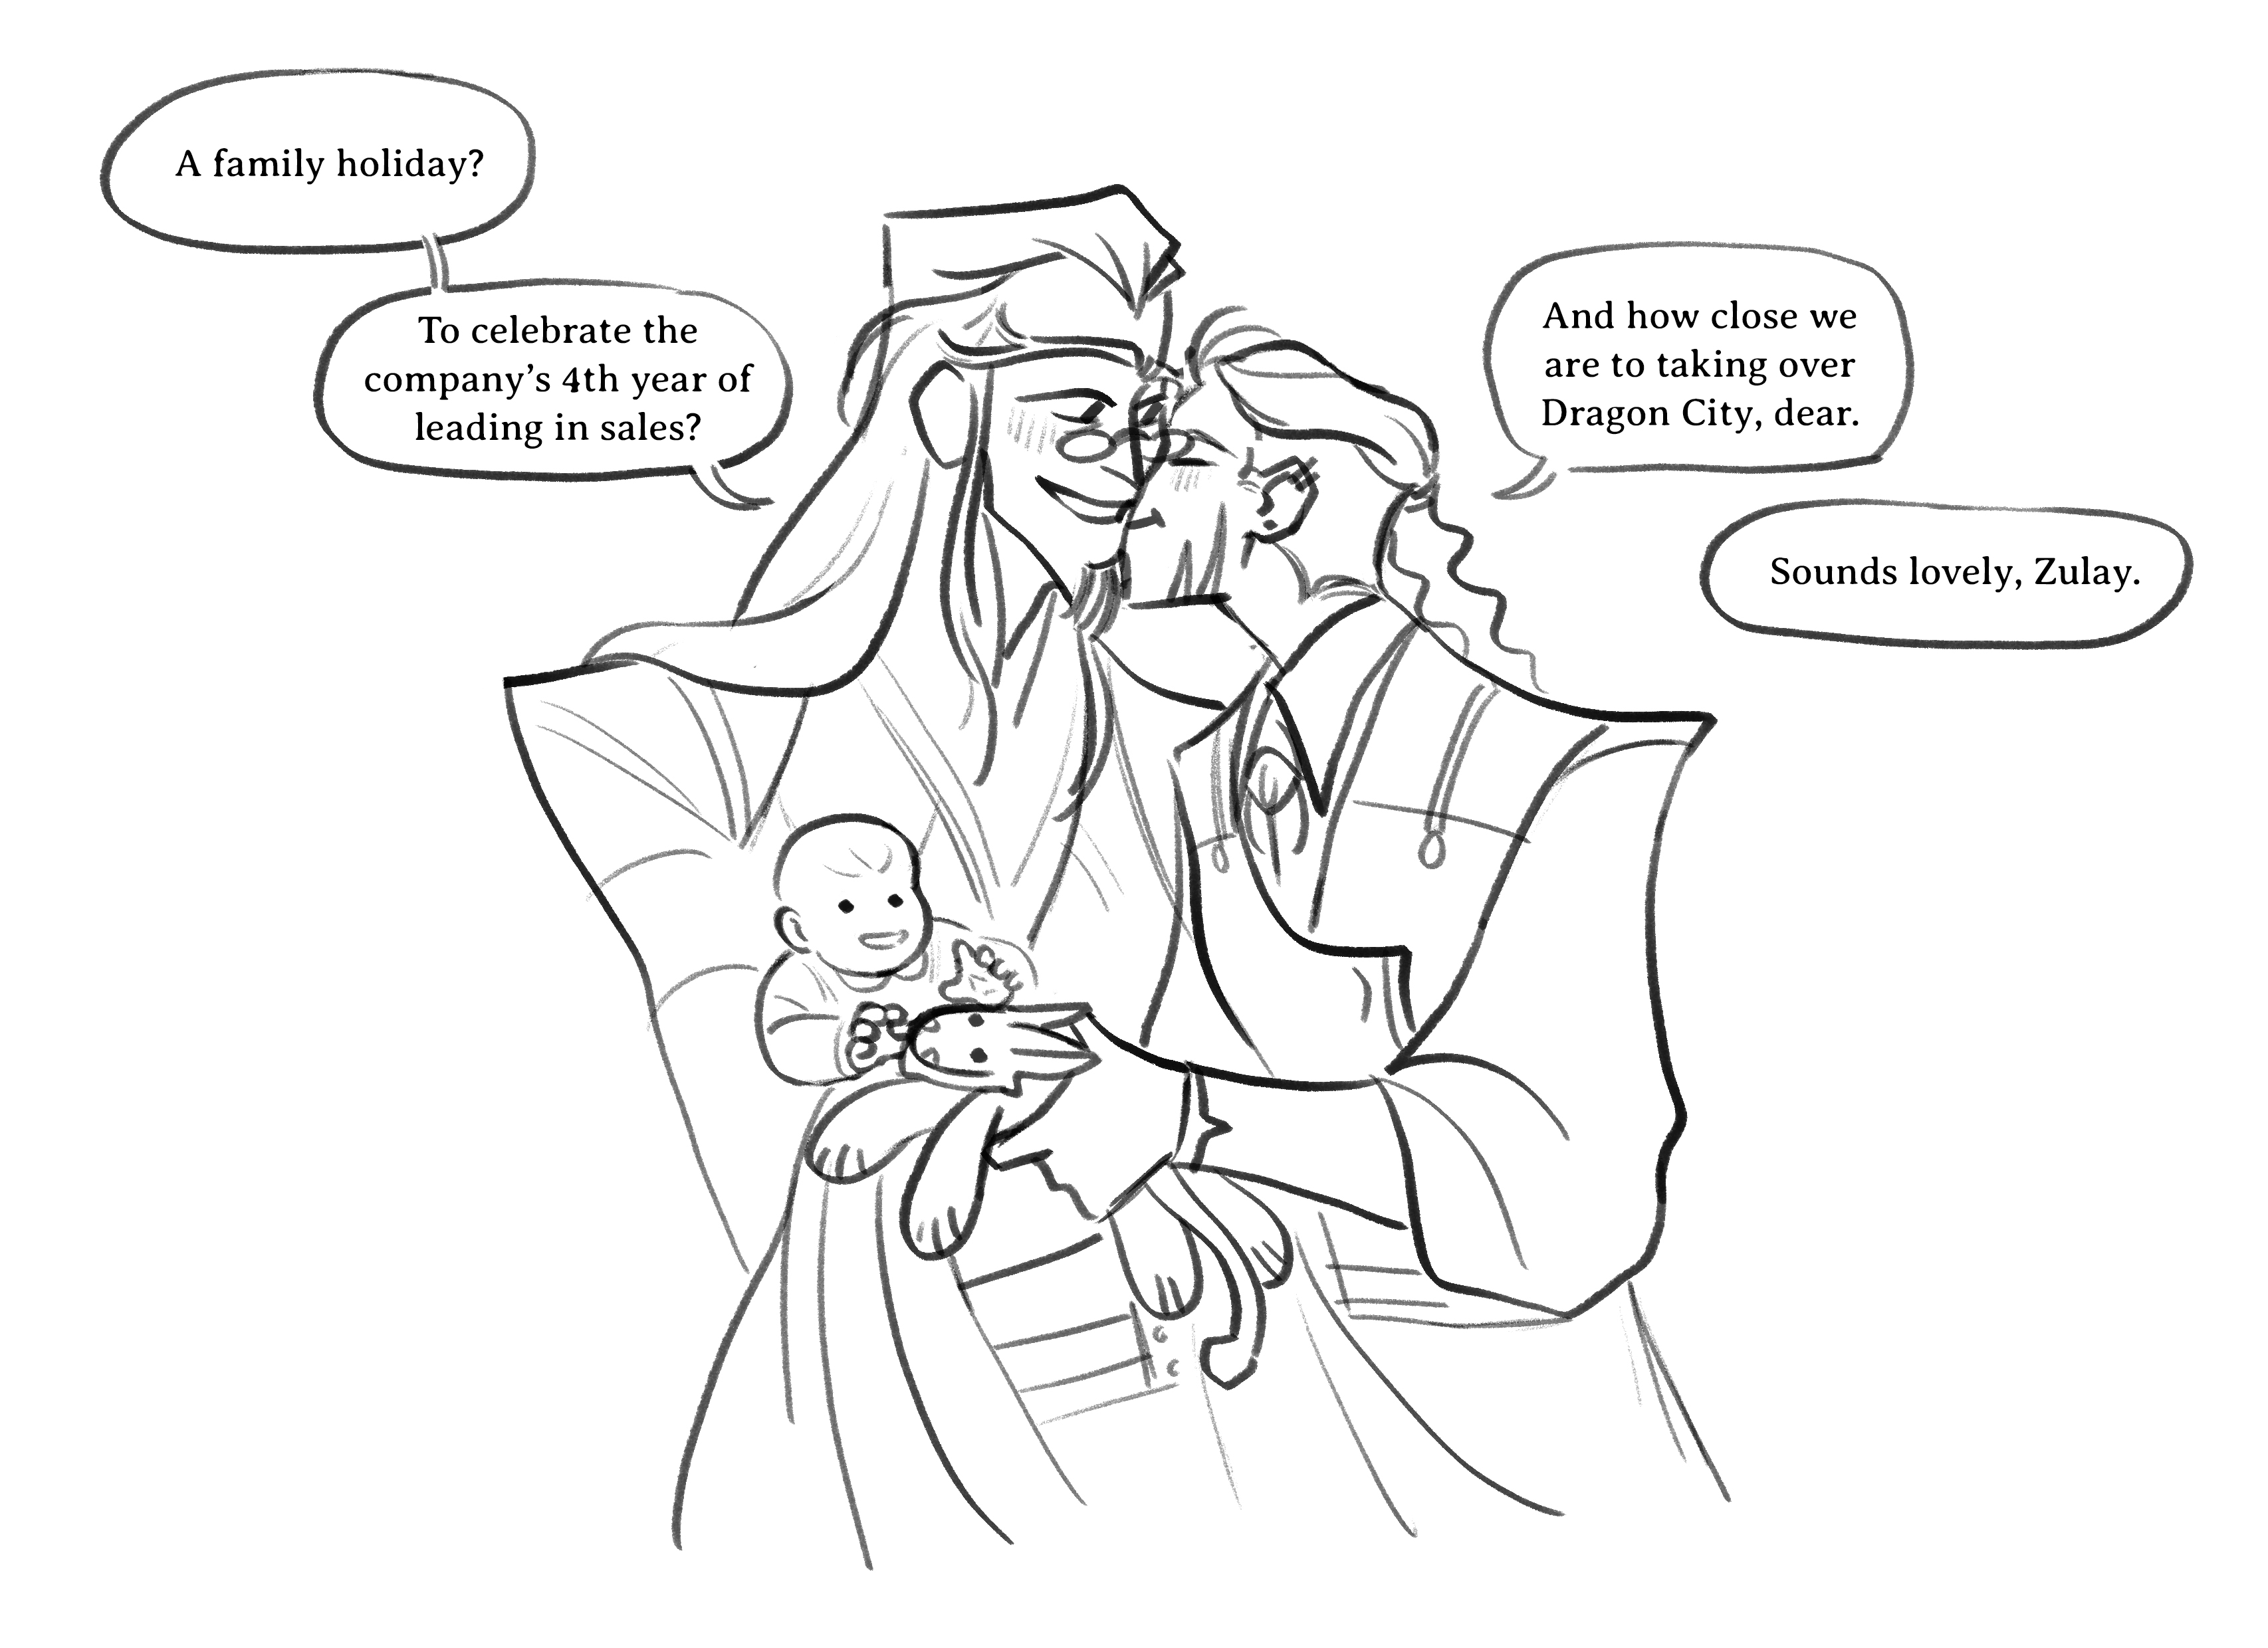 A family holiday?
To celebrate the
company's 4th year of
leading in sales?
And how close we
are to taking over
Dragon City, dear.
Sounds lovely, Zulay.